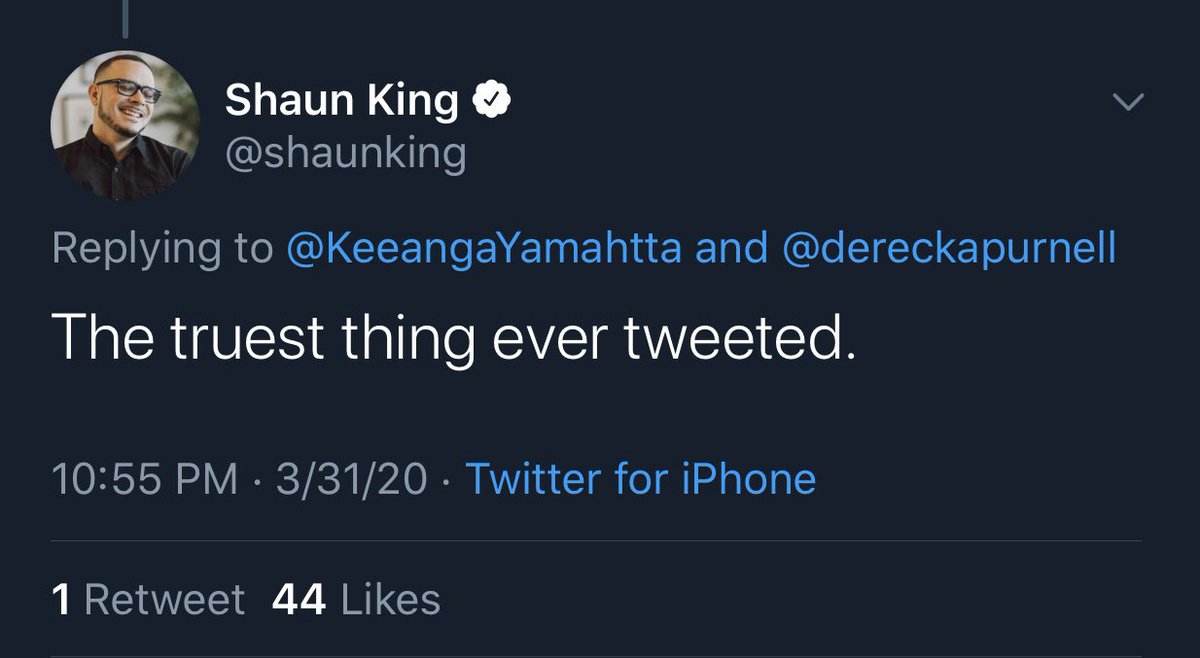 Shaun King
@shaunking
Replying to @KeeangaYamahtta and @dereckapurnell
The truest thing ever tweeted.
10:55 PM · 3/31/20 · Twitter for iPhone
1 Retweet 44 Likes